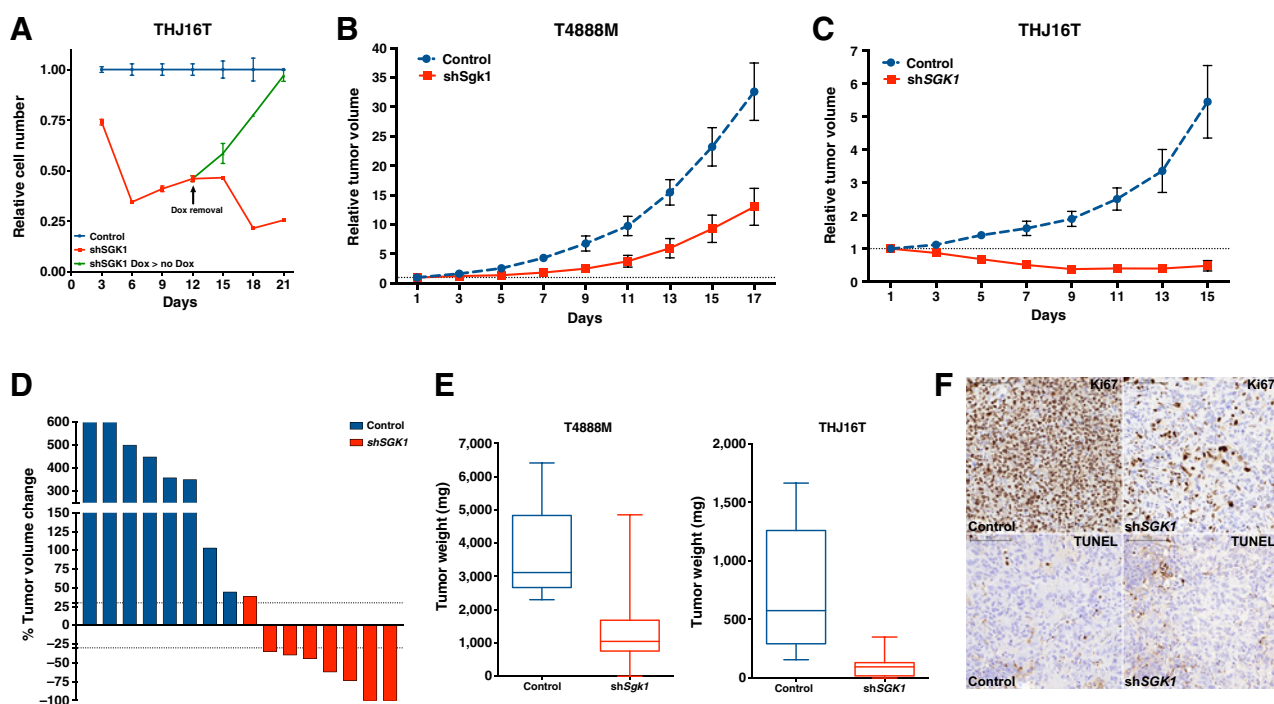 A
THJ16T
Relative cell number
1.00
0.75
0.50
0.25
0.00
Dox removal
Control
shSGK1
shSGK1 Dox > no Dox
0 3 6 9 12 15 18 21
Days
B
T4888M
Relative tumor volume
40
35
30
25
20
15
10
5
0
Control
shSgk1
1 3 5 7 9 11 13 15 17
Days
C
THJ16T
Relative tumor volume
7
6
5
4
3
2
1
0
Control
shSGK1
1 3 5 7 9 11 13 15
Days
D
% Tumor volume change
600
500
400
300
150
125
100
75
50
25
0
−25
−50
−75
−100
Control
shSGK1
E
T4888M
Tumor weight (mg)
7,000
6,000
5,000
4,000
3,000
2,000
1,000
0
Control shSgk1
THJ16T
Tumor weight (mg)
2,000
1,500
1,000
500
0
Control shSGK1
F
Ki67
Control
Ki67
shSGK1
TUNEL
Control
TUNEL
shSGK1